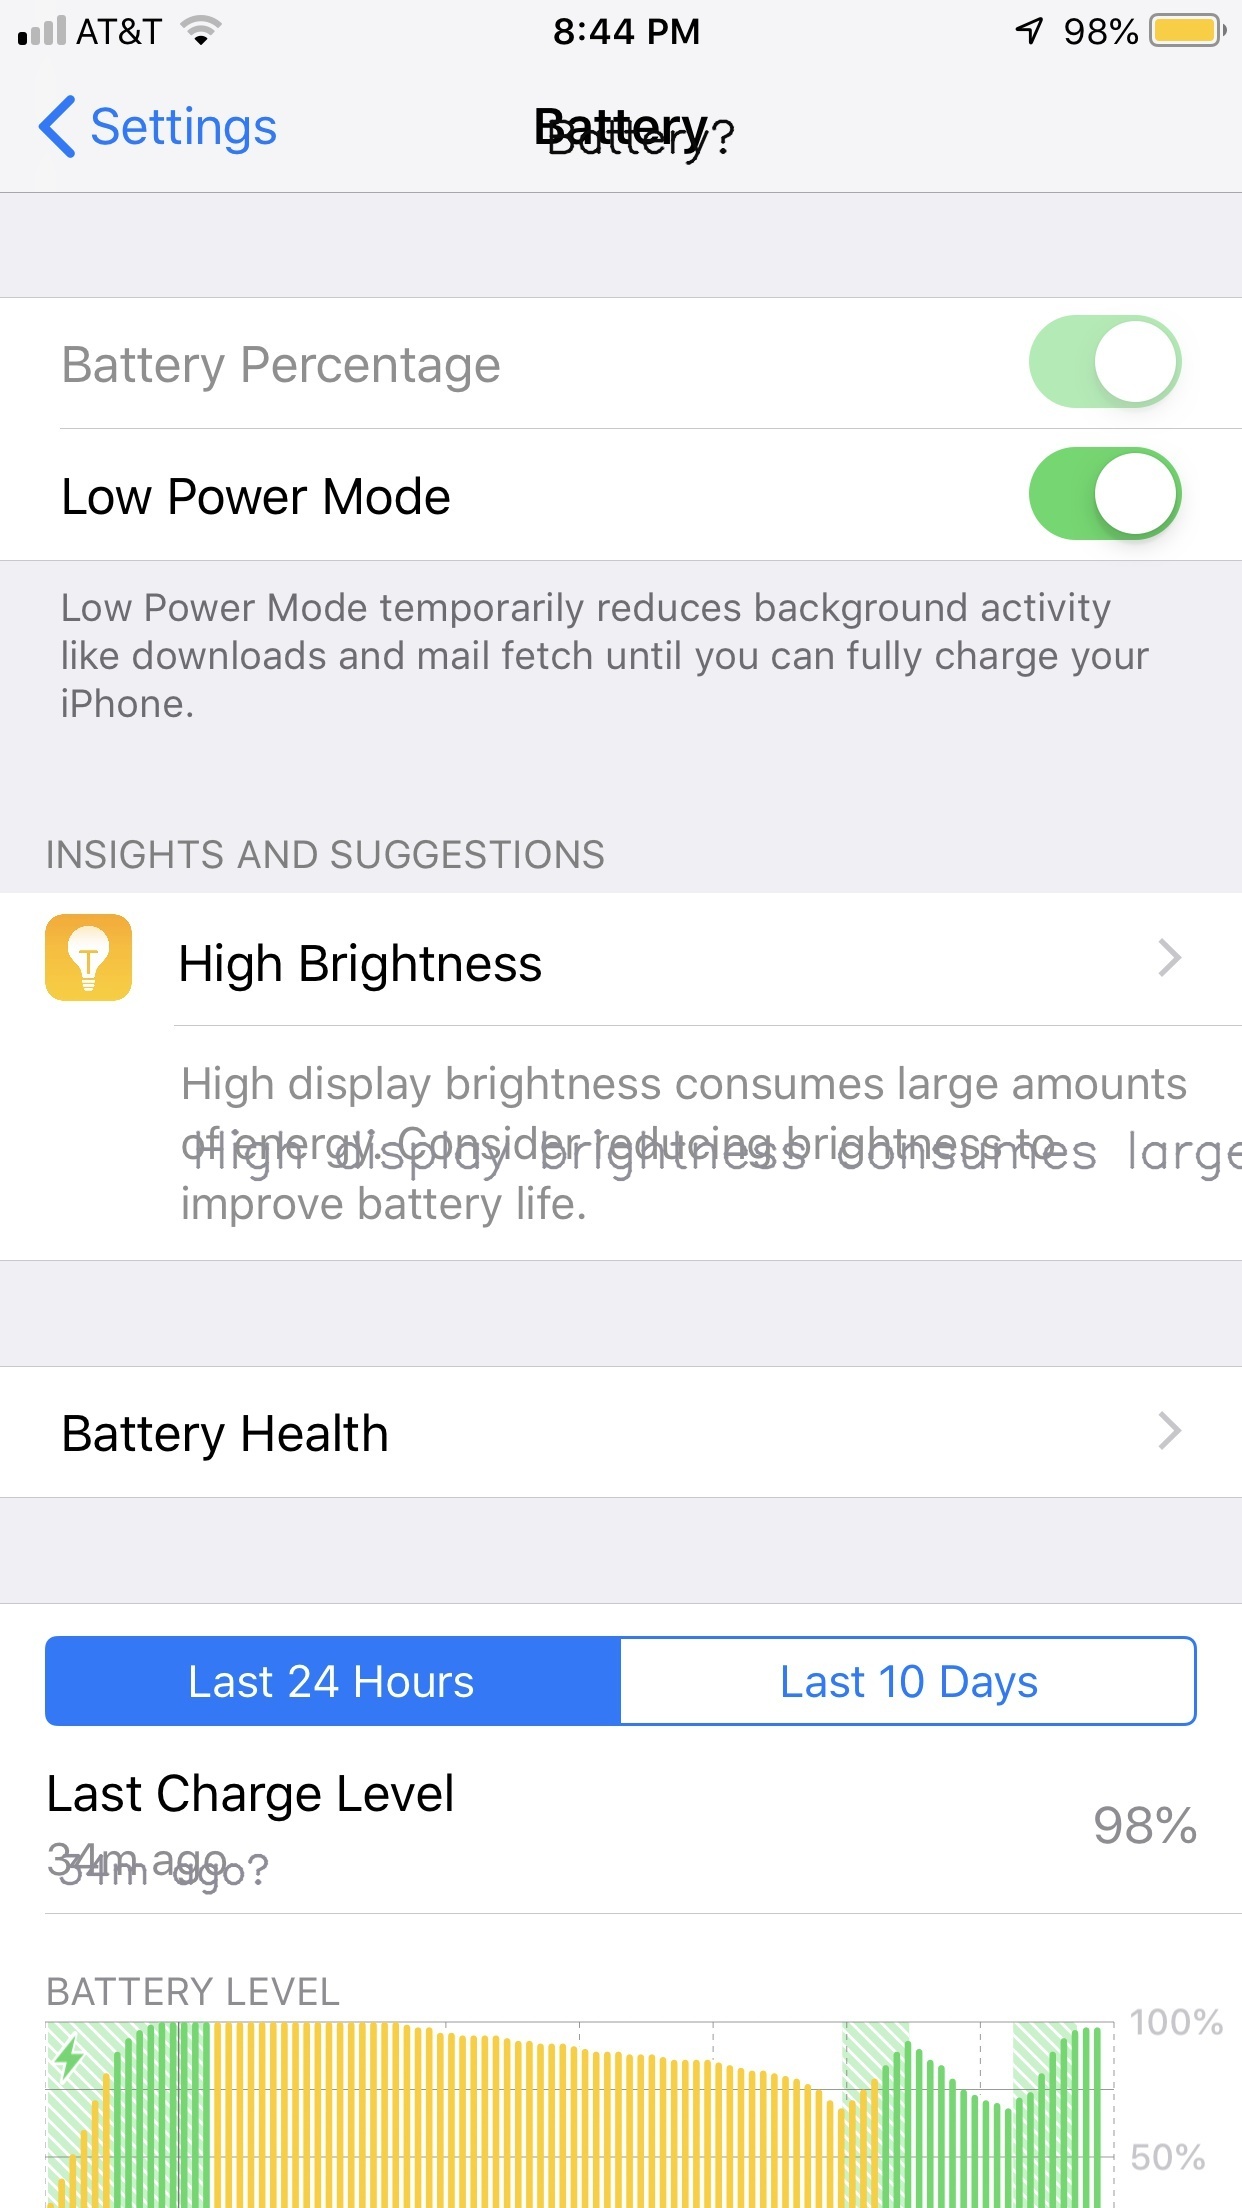 AT&T 8:44 PM 98%
Settings Battery
Battery?
Battery Percentage
Low Power Mode
Low Power Mode temporarily reduces background activity
like downloads and mail fetch until you can fully charge your
iPhone.
INSIGHTS AND SUGGESTIONS
High Brightness
High display brightness consumes large amounts
of energy. Consider reducing brightness to
High display brightness consumes large
improve battery life.
Battery Health
Last 24 Hours Last 10 Days
Last Charge Level
98%
34m ago
34m ago?
BATTERY LEVEL
100%
50%